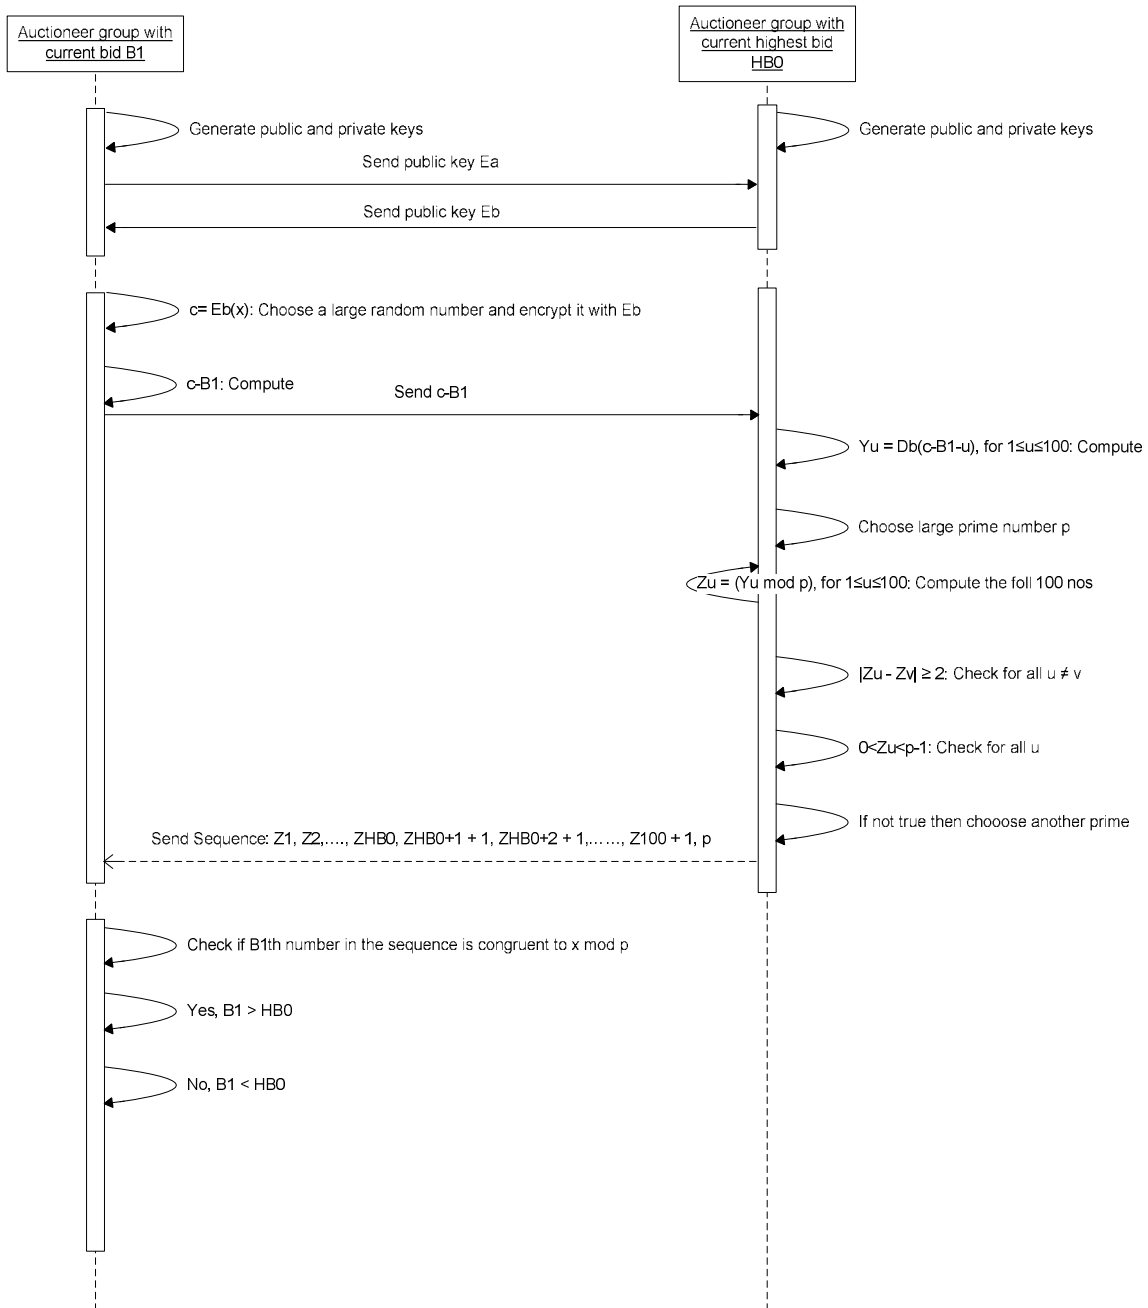 Auctioneer group with
current bid B1
Auctioneer group with
current highest bid
HB0
Generate public and private keys
Generate public and private keys
Send public key Ea
Send public key Eb
c= Eb(x): Choose a large random number and encrypt it with Eb
c-B1: Compute
Send c-B1
Yu = Db(c-B1-u), for 1≤u≤100: Compute
Choose large prime number p
Zu = (Yu mod p), for 1≤u≤100: Compute the foll 100 nos
|Zu - Zv| ≥ 2: Check for all u ≠ v
0<Zu<p-1: Check for all u
If not true then chooose another prime
Send Sequence: Z1, Z2,...., ZHB0, ZHB0+1 + 1, ZHB0+2 + 1,......, Z100 + 1, p
Check if B1th number in the sequence is congruent to x mod p
Yes, B1 > HB0
No, B1 < HB0